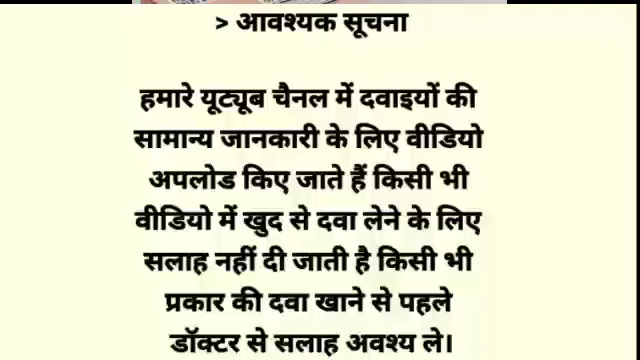 > आवश्यक सूचना
हमारे यूट्यूब चैनल में दवाइयों की
सामान्य जानकारी के लिए वीडियो
अपलोड किए जाते हैं किसी भी
वीडियो में खुद से दवा लेने के लिए
सलाह नहीं दी जाती है किसी भी
प्रकार की दवा खाने से पहले
डॉक्टर से सलाह अवश्य ले।